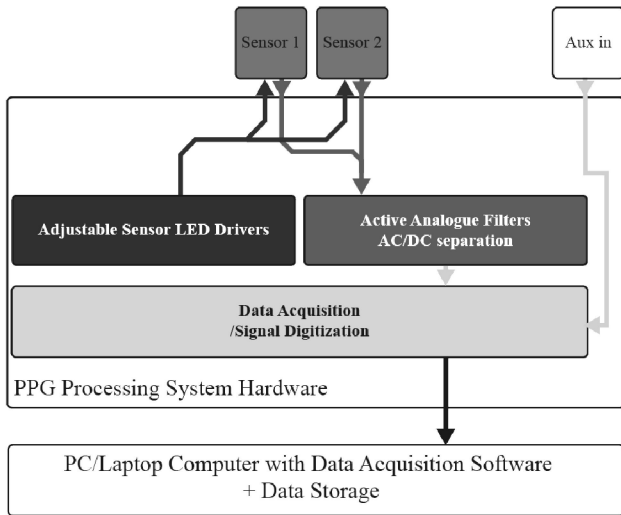 Sensor 1
Sensor 2
Aux in
Adjustable Sensor LED Drivers
Active Analogue Filters
AC/DC separation
Data Acquisition
/Signal Digitization
PPG Processing System Hardware
PC/Laptop Computer with Data Acquisition Software
+ Data Storage